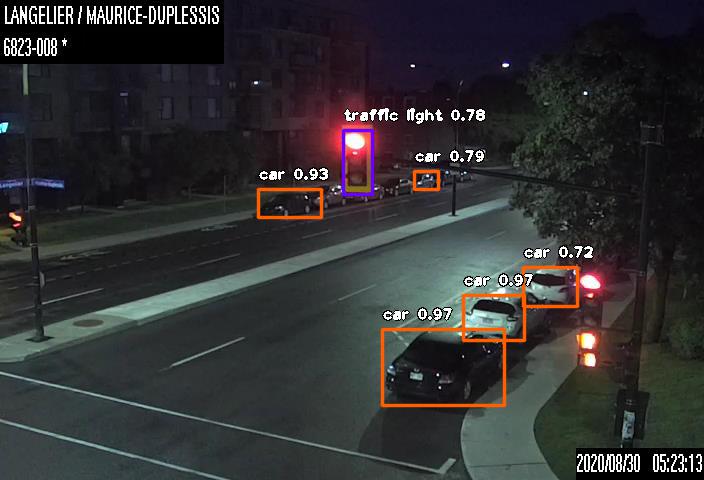 LANGELIER / MAURICE-DUPLESSIS
6823-008 *
traffic light 0.78
car 0.79
car 0.93
car 0.72
car 0.97
car 0.97
Langelier
2020/08/30 05:23:13